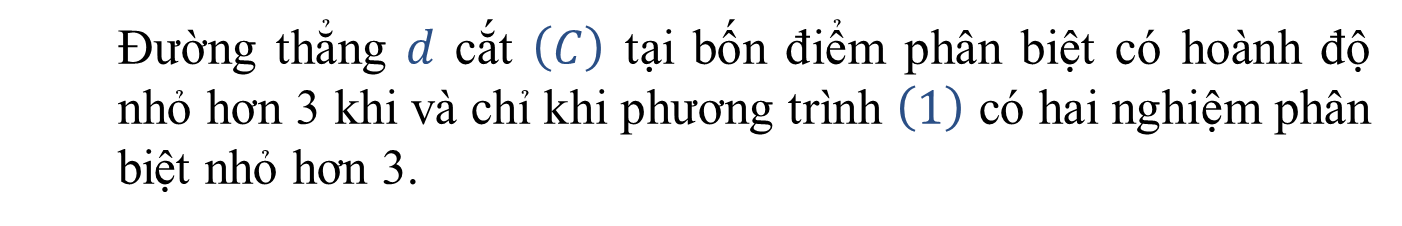 Đường thẳng d cắt (C) tại bốn điểm phân biệt có hoành độ
nhỏ hơn 3 khi và chỉ khi phương trình (1) có hai nghiệm phân
biệt nhỏ hơn 3.